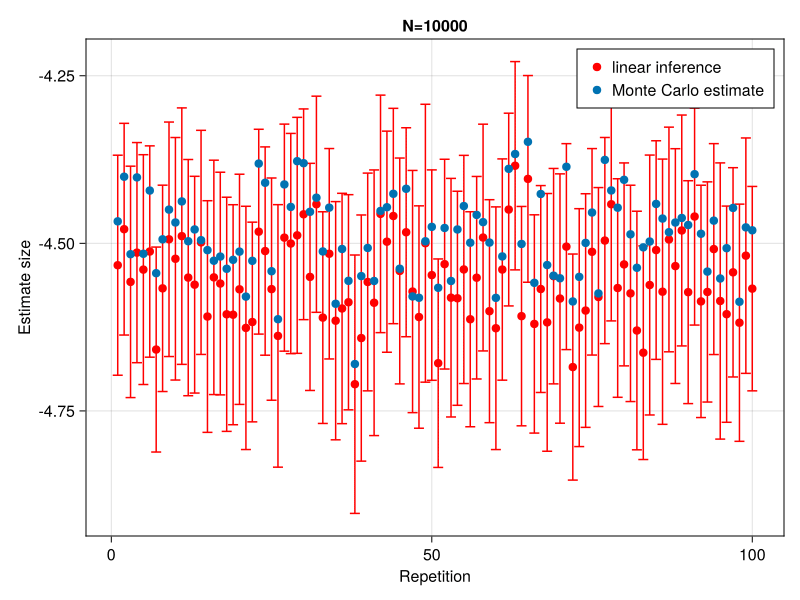 N=10000
linear inference
Monte Carlo estimate
Estimate size
-4.25
-4.50
-4.75
0
50
100
Repetition